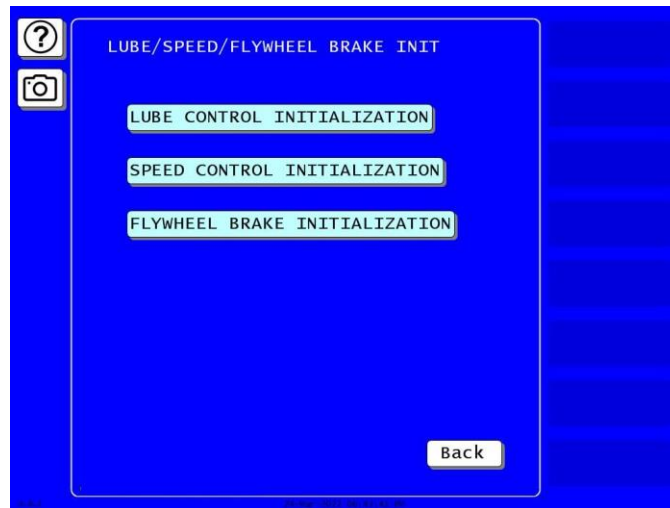 ?
LUBE/SPEED/FLYWHEEL BRAKE INIT
LUBE CONTROL INITIALIZATION
SPEED CONTROL INITIALIZATION
FLYWHEEL BRAKE INITIALIZATION
Back